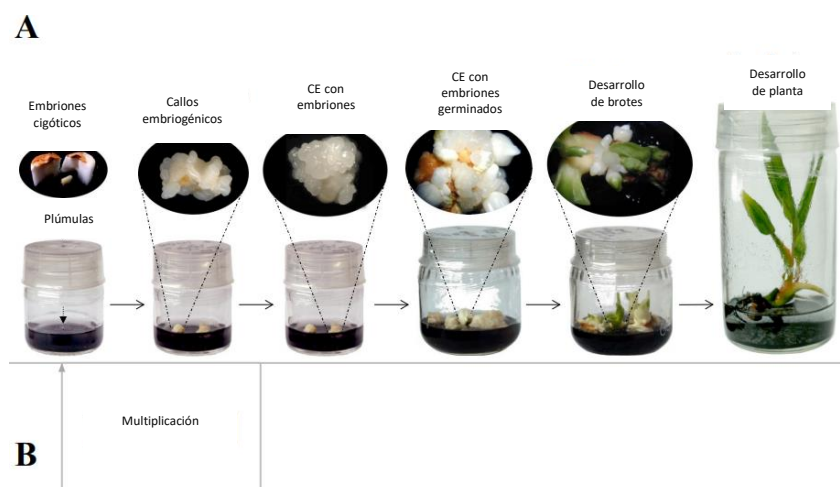 A
Embriones
cigóticos
Callos
embriogénicos
CE con
embriones
CE con
embriones
germinados
Desarrollo
de brotes
Desarrollo
de planta
Plúmulas
Multiplicación
B